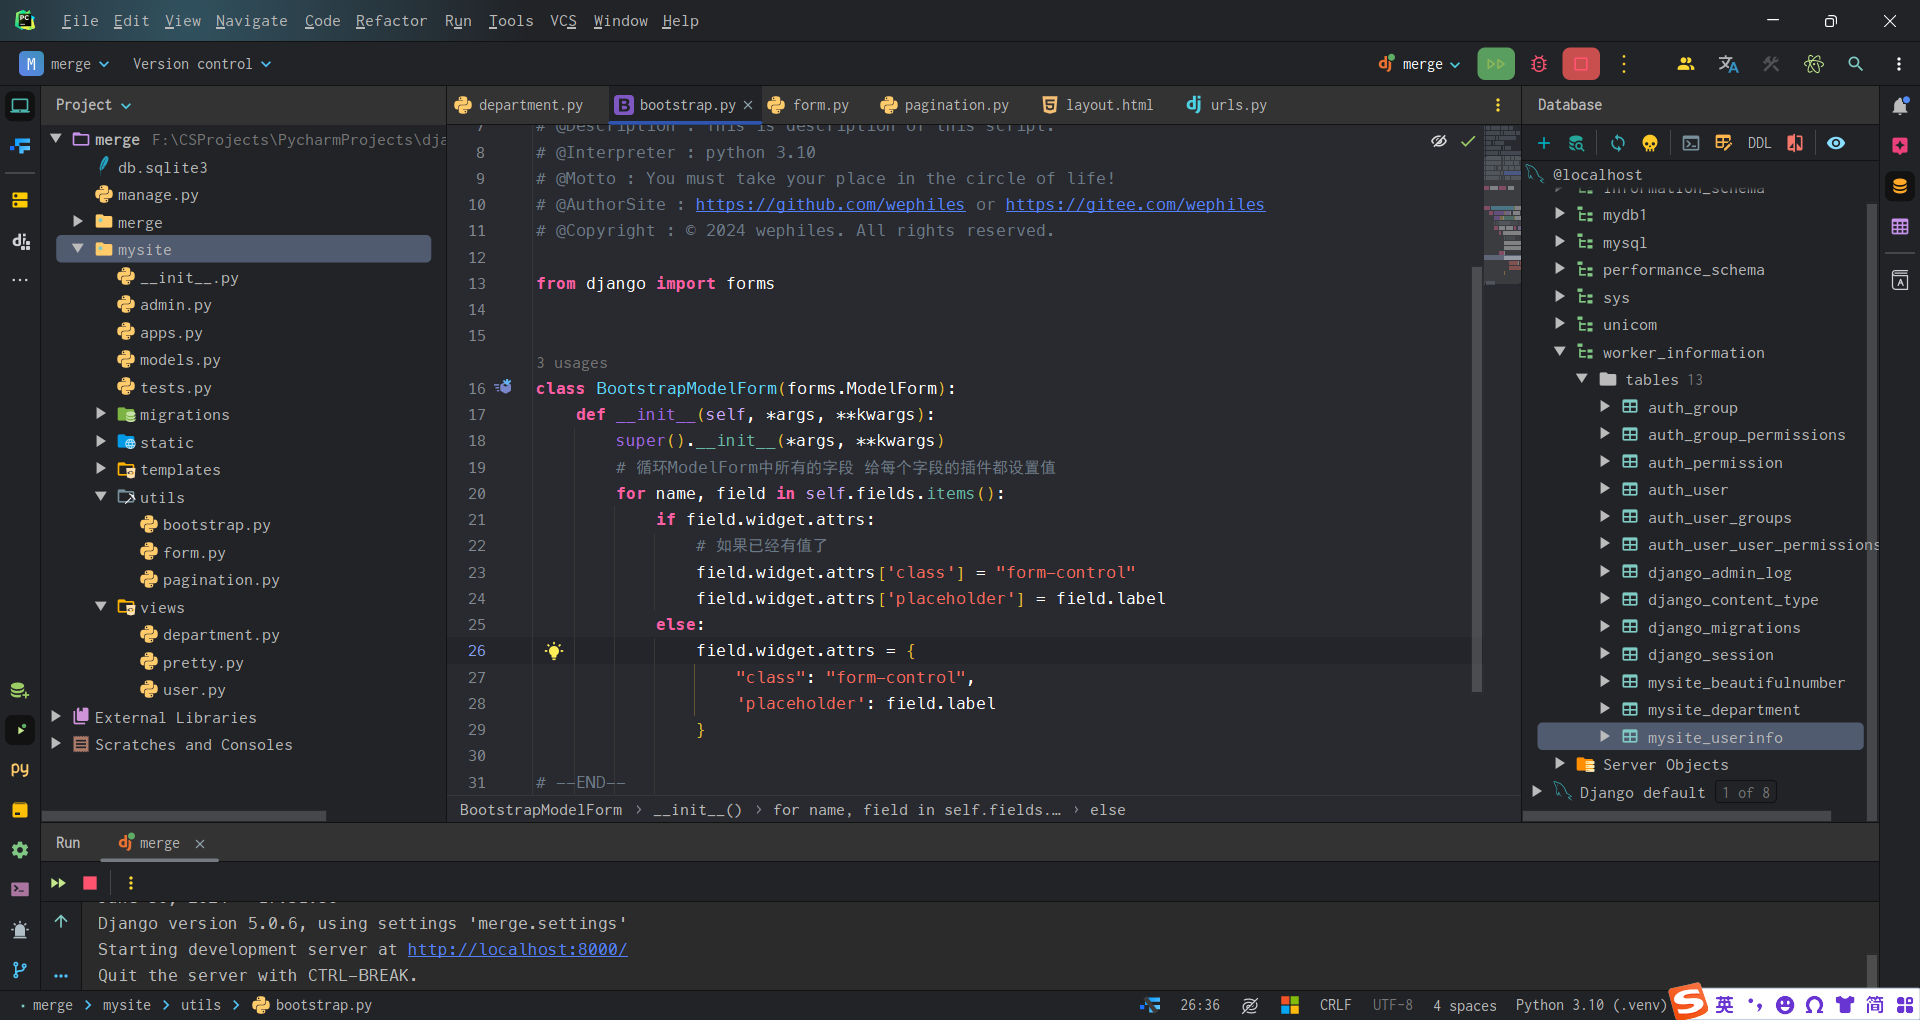 File Edit View Navigate Code Refactor Run Tools VCS Window Help
M merge Version control
merge
Project
merge F:\CSProjects\PycharmProjects\dja
db.sqlite3
manage.py
merge
mysite
__init__.py
admin.py
apps.py
models.py
tests.py
migrations
static
templates
utils
bootstrap.py
form.py
pagination.py
views
department.py
pretty.py
user.py
External Libraries
Scratches and Consoles
department.py bootstrap.py form.py pagination.py layout.html urls.py
7 # @Description : This is description of this script.
8 # @Interpreter : python 3.10
9 # @Motto : You must take your place in the circle of life!
10 # @AuthorSite : https://github.com/wephiles or https://gitee.com/wephiles
11 # @Copyright : © 2024 wephiles. All rights reserved.
12
13 from django import forms
14
15
3 usages
16 class BootstrapModelForm(forms.ModelForm):
17 def __init__(self, *args, **kwargs):
18 super().__init__(*args, **kwargs)
19 # 循环ModelForm中所有的字段 给每个字段的插件都设置值
20 for name, field in self.fields.items():
21 if field.widget.attrs:
22 # 如果已经有值了
23 field.widget.attrs['class'] = "form-control"
24 field.widget.attrs['placeholder'] = field.label
25 else:
26 field.widget.attrs = {
27 "class": "form-control",
28 'placeholder': field.label
29 }
30
31 # --END--
BootstrapModelForm › __init__() › for name, field in self.fields.… › else
Database
DDL
@localhost
information_schema
mydb1
mysql
performance_schema
sys
unicom
worker_information
tables 13
auth_group
auth_group_permissions
auth_permission
auth_user
auth_user_groups
auth_user_user_permissions
django_admin_log
django_content_type
django_migrations
django_session
mysite_beautifulnumber
mysite_department
mysite_userinfo
Server Objects
Django default 1 of 8
Run merge
Django version 5.0.6, using settings 'merge.settings'
Starting development server at http://localhost:8000/
Quit the server with CTRL-BREAK.
merge › mysite › utils › bootstrap.py
26:36 CRLF UTF-8 4 spaces Python 3.10 (.venv)
英 简